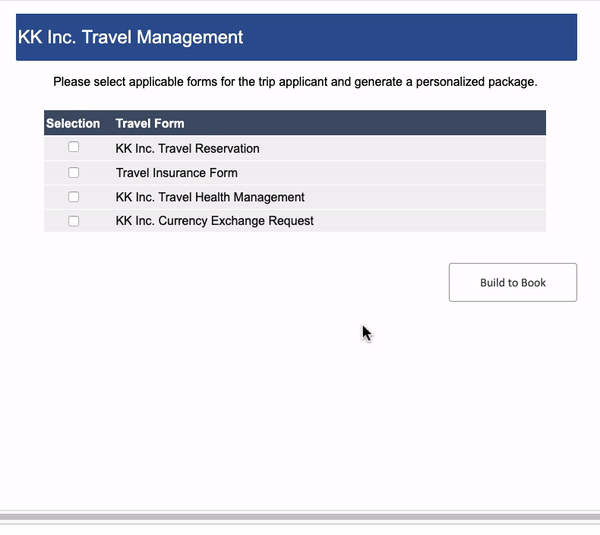 KK Inc. Travel Management
Please select applicable forms for the trip applicant and generate a personalized package.
Selection Travel Form
KK Inc. Travel Reservation
Travel Insurance Form
KK Inc. Travel Health Management
KK Inc. Currency Exchange Request
Build to Book